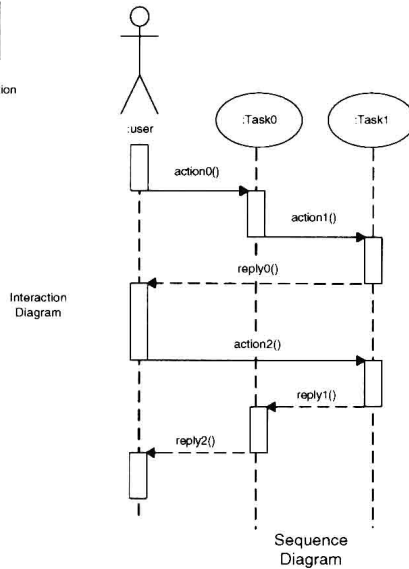 ion
:user
:Task0
:Task1
action0()
action1()
reply0()
Interaction
Diagram
action2()
reply1()
reply2()
Sequence
Diagram